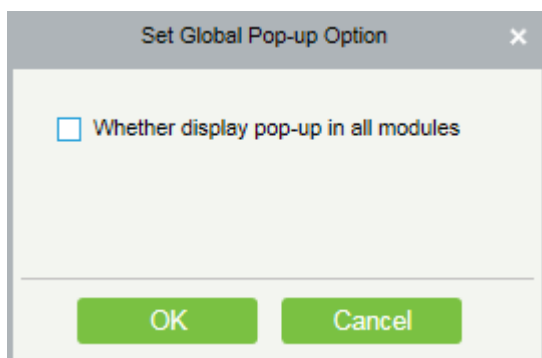 Set Global Pop-up Option
Whether display pop-up in all modules
OK
Cancel